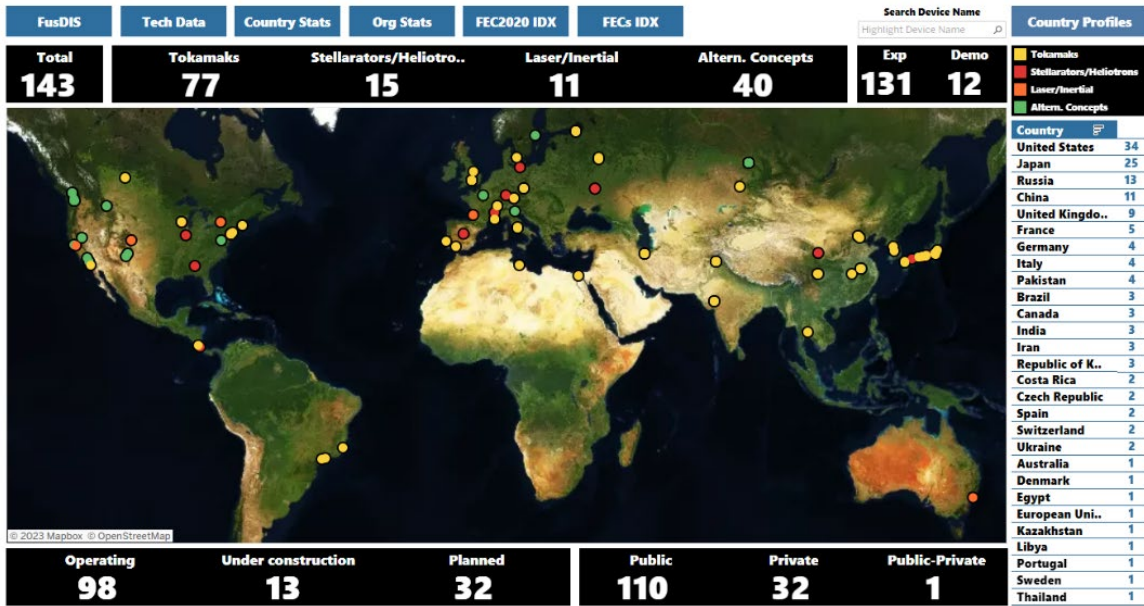 FusDIS
Tech Data
Country Stats
Org Stats
FEC2020 IDX
FECs IDX
Search Device Name
Highlight Device Name
Country Profiles
Total
143
Tokamaks
77
Stellarators/Heliotro..
15
Laser/Inertial
11
Altern. Concepts
40
Exp
131
Demo
12
Tokamaks
Stellarators/Heliotrons
Laser/Inertial
Altern. Concepts
Country
United States 34
Japan 25
Russia 13
China 11
United Kingdo.. 9
France 5
Germany 4
Italy 4
Pakistan 4
Brazil 3
Canada 3
India 3
Iran 3
Republic of K.. 3
Costa Rica 2
Czech Republic 2
Spain 2
Switzerland 2
Ukraine 2
Australia 1
Denmark 1
Egypt 1
European Uni.. 1
Kazakhstan 1
Libya 1
Portugal 1
Sweden 1
Thailand 1
© 2023 Mapbox © OpenStreetMap
Operating
98
Under construction
13
Planned
32
Public
110
Private
32
Public-Private
1